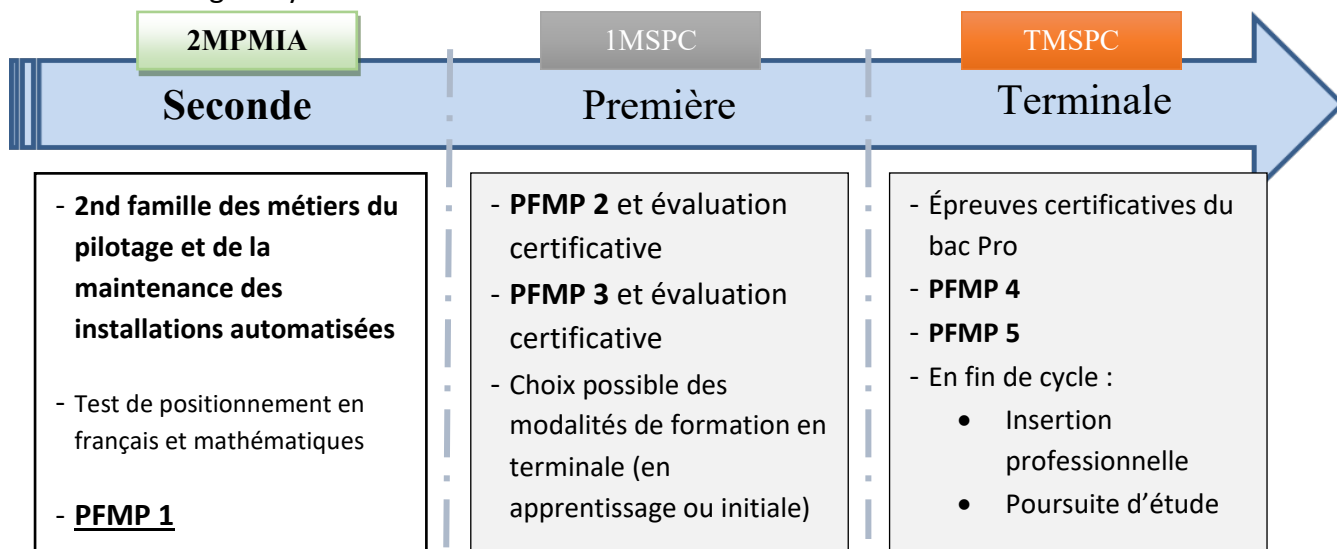 2MPMIA
1MSPC
TMSPC
Seconde
Première
Terminale
- 2nd famille des métiers du
pilotage et de la
maintenance des
installations automatisées
- Test de positionnement en
français et mathématiques
- PFMP 1
- PFMP 2 et évaluation
certificative
- PFMP 3 et évaluation
certificative
- Choix possible des
modalités de formation en
terminale (en
apprentissage ou initiale)
- Épreuves certificatives du
bac Pro
- PFMP 4
- PFMP 5
- En fin de cycle :
• Insertion
professionnelle
• Poursuite d’étude